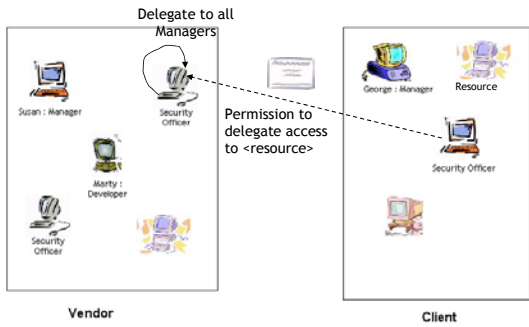 Delegate to all
Managers
Susan : Manager
Security
Officer
Marty :
Developer
Security
Officer
Vendor
Permission to
delegate access
to <resource>
George : Manager
Resource
Security Officer
Client